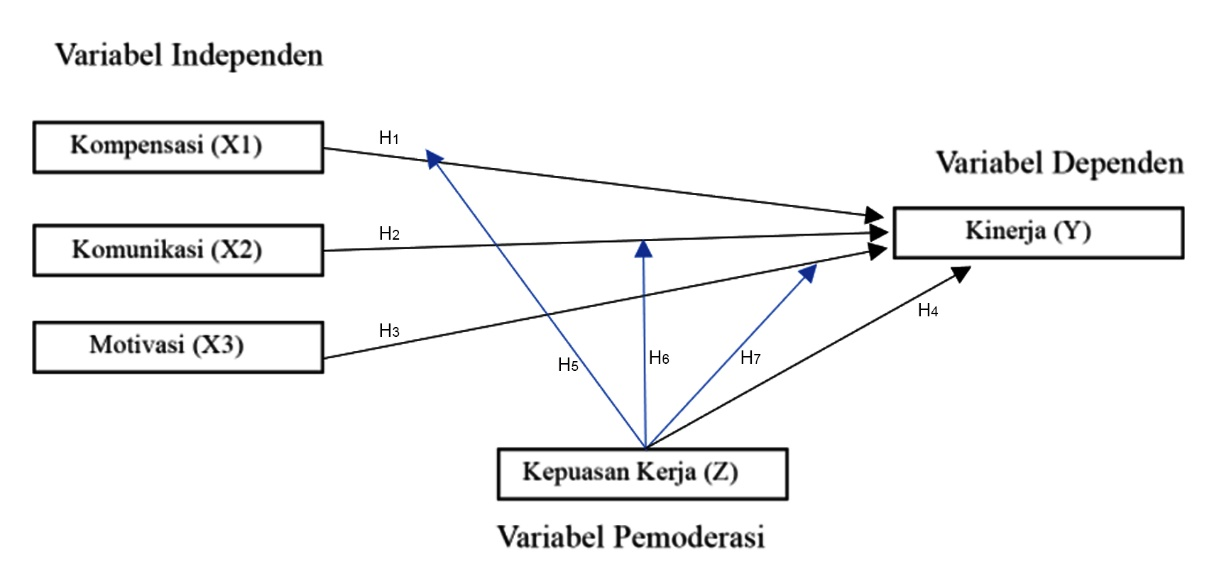 Variabel Independen
Kompensasi (X1)
H1
Variabel Dependen
Kinerja (Y)
Komunikasi (X2)
H2
Motivasi (X3)
H3
H4
H5
H6
H7
Kepuasan Kerja (Z)
Variabel Pemoderasi